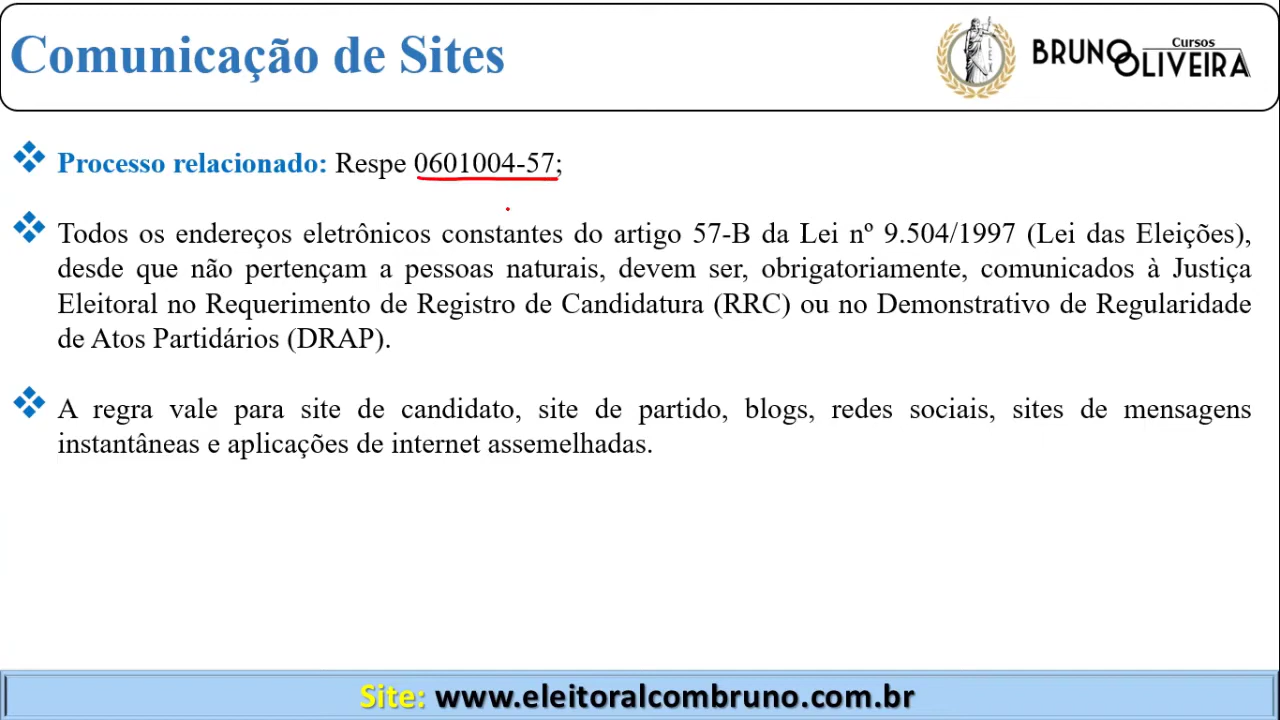 Comunicação de Sites
LEX
Cursos
BRUNO
OLIVEIRA
Processo relacionado: Respe 0601004-57;
Todos os endereços eletrônicos constantes do artigo 57-B da Lei nº 9.504/1997 (Lei das Eleições),
desde que não pertençam a pessoas naturais, devem ser, obrigatoriamente, comunicados à Justiça
Eleitoral no Requerimento de Registro de Candidatura (RRC) ou no Demonstrativo de Regularidade
de Atos Partidários (DRAP).
A regra vale para site de candidato, site de partido, blogs, redes sociais, sites de mensagens
instantâneas e aplicações de internet assemelhadas.
Site: www.eleitoralcombruno.com.br